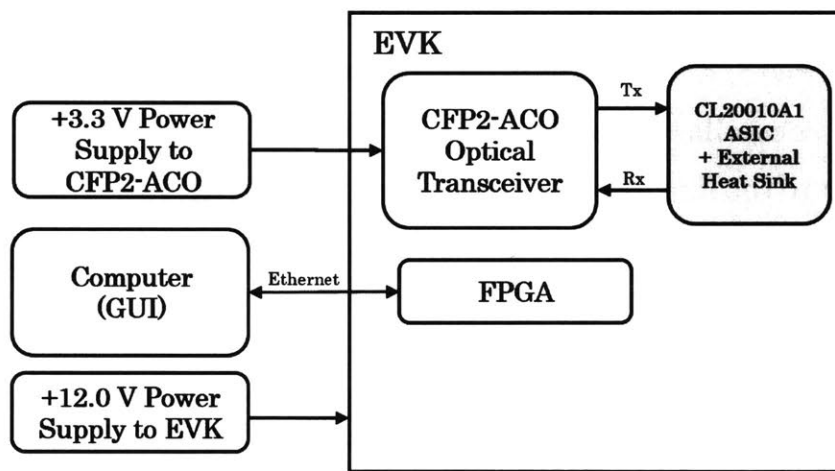 EVK
+3.3 V Power
Supply to
CFP2-ACO
CFP2-ACO
Optical
Transceiver
Tx
Rx
CL20010A1
ASIC
+ External
Heat Sink
Computer
(GUI)
Ethernet
FPGA
+12.0 V Power
Supply to EVK